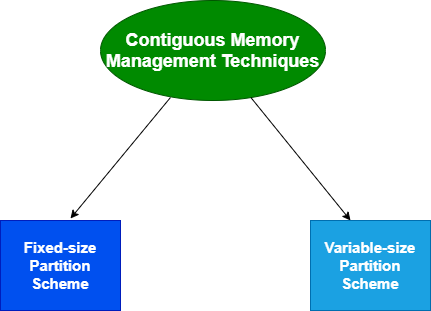 Contiguous Memory
Management Techniques
Fixed-size
Partition
Scheme
Variable-size
Partition
Scheme